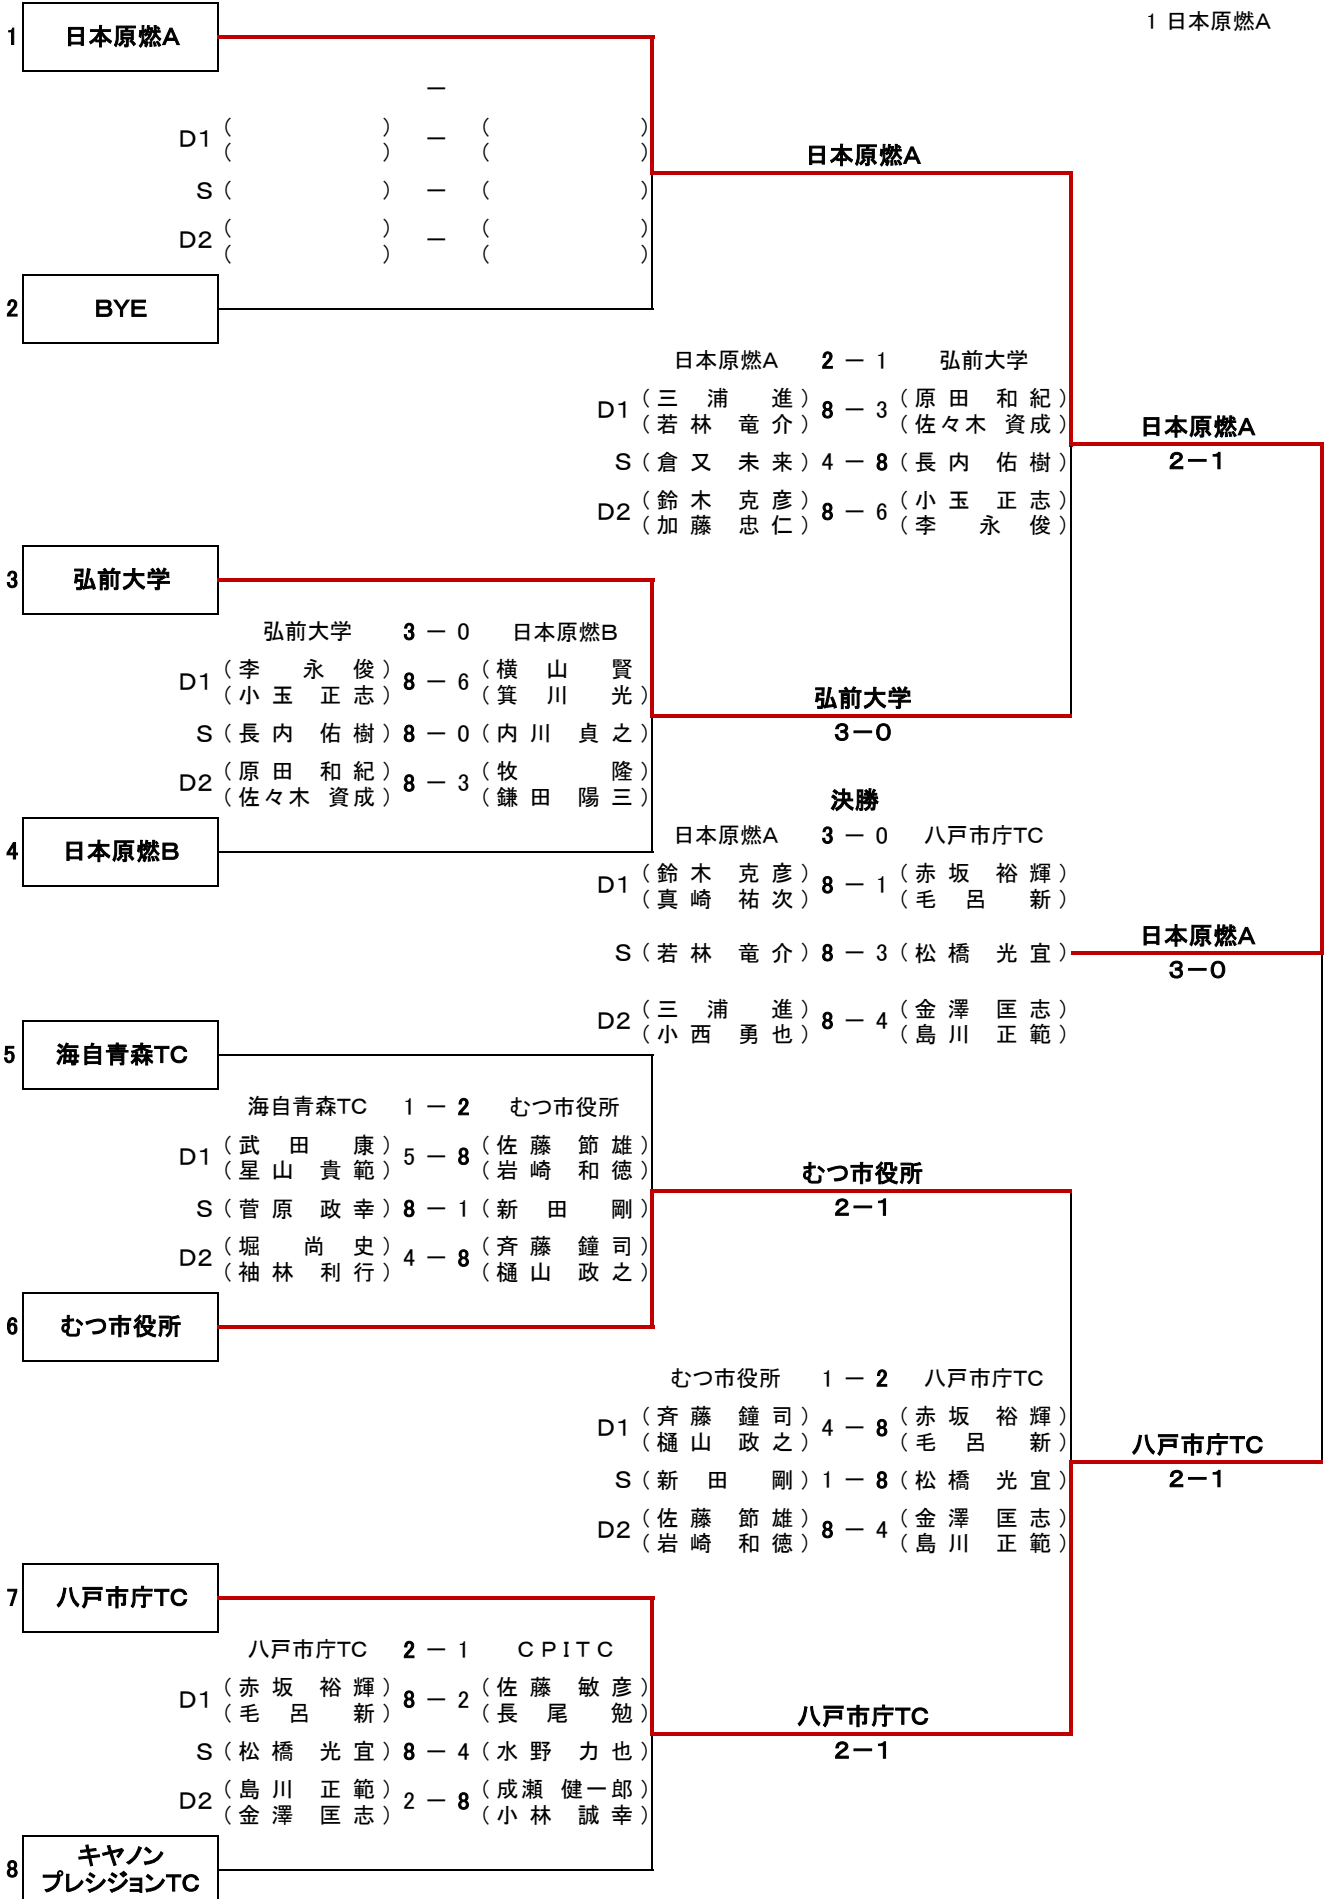 1 日本原燃A
1 日本原燃A
－
D1 ( ) － ( )
( ) ( )
S ( ) － ( )
D2 ( ) － ( )
( ) ( )
日本原燃A
2 BYE
日本原燃A 2 － 1 弘前大学
D1 (三浦 進) 8 － 3 (原田 和紀)
(若林 竜介) (佐々木 資成)
S (倉又 未来) 4 － 8 (長内 佑樹)
D2 (鈴木 克彦) 8 － 6 (小玉 正志)
(加藤 忠仁) (李 永俊)
日本原燃A
2－1
3 弘前大学
弘前大学 3 － 0 日本原燃B
D1 (李 永俊) 8 － 6 (横山 賢
(小玉 正志) (箕川 光)
S (長内 佑樹) 8 － 0 (内川 貞之)
D2 (原田 和紀) 8 － 3 (牧 隆)
(佐々木 資成) (鎌田 陽三)
弘前大学
3－0
4 日本原燃B
決勝
日本原燃A 3 － 0 八戸市庁TC
D1 (鈴木 克彦) 8 － 1 (赤坂 裕輝)
(真崎 祐次) (毛呂 新)
S (若林 竜介) 8 － 3 (松橋 光宜)
D2 (三浦 進) 8 － 4 (金澤 匡志)
(小西 勇也) (島川 正範)
日本原燃A
3－0
5 海自青森TC
海自青森TC 1 － 2 むつ市役所
D1 (武田 康) 5 － 8 (佐藤 節雄)
(星山 貴範) (岩崎 和徳)
S (菅原 政幸) 8 － 1 (新田 剛)
D2 (堀 尚史) 4 － 8 (斉藤 鐘司)
(袖林 利行) (樋山 政之)
むつ市役所
2－1
6 むつ市役所
むつ市役所 1 － 2 八戸市庁TC
D1 (斉藤 鐘司) 4 － 8 (赤坂 裕輝)
(樋山 政之) (毛呂 新)
S (新田 剛) 1 － 8 (松橋 光宜)
D2 (佐藤 節雄) 8 － 4 (金澤 匡志)
(岩崎 和徳) (島川 正範)
八戸市庁TC
2－1
7 八戸市庁TC
八戸市庁TC 2 － 1 CPITC
D1 (赤坂 裕輝) 8 － 2 (佐藤 敏彦)
(毛呂 新) (長尾 勉)
S (松橋 光宜) 8 － 4 (水野 力也)
D2 (島川 正範) 2 － 8 (成瀬 健一郎)
(金澤 匡志) (小林 誠幸)
八戸市庁TC
2－1
8 キヤノン
プレシジョンTC